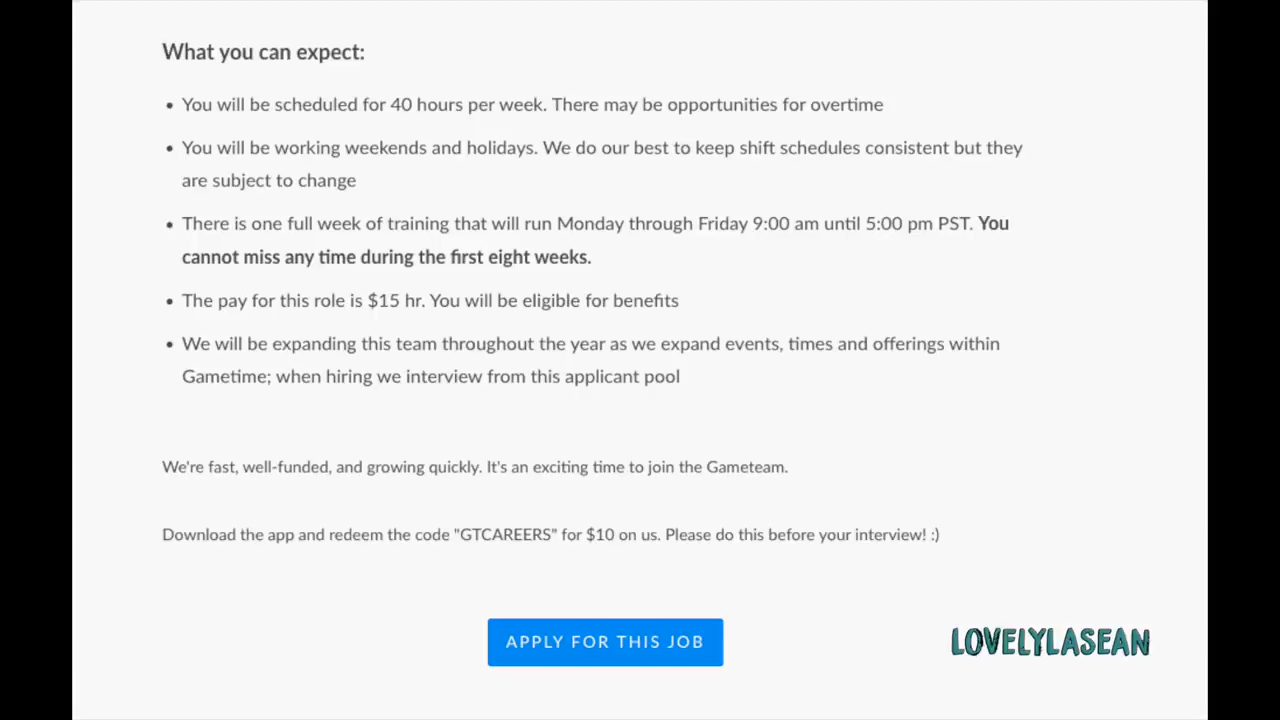 What you can expect:
• You will be scheduled for 40 hours per week. There may be opportunities for overtime
• You will be working weekends and holidays. We do our best to keep shift schedules consistent but they
are subject to change
• There is one full week of training that will run Monday through Friday 9:00 am until 5:00 pm PST. You
cannot miss any time during the first eight weeks.
• The pay for this role is $15 hr. You will be eligible for benefits
• We will be expanding this team throughout the year as we expand events, times and offerings within
Gametime; when hiring we interview from this applicant pool
We're fast, well-funded, and growing quickly. It's an exciting time to join the Gameteam.
Download the app and redeem the code "GTCAREERS" for $10 on us. Please do this before your interview! :)
APPLY FOR THIS JOB
LOVELYLASEAN